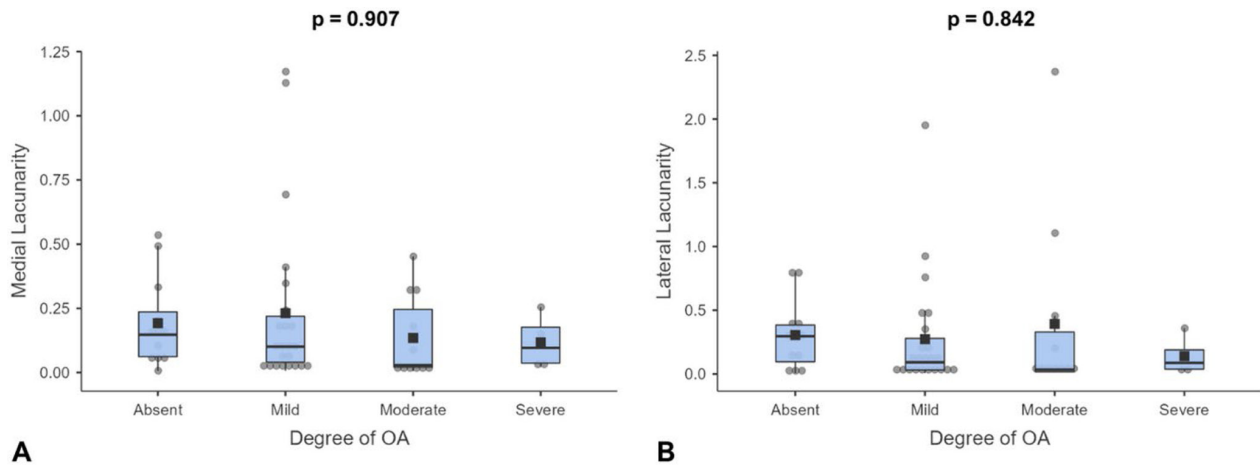 p = 0.907
Medial Lacunarity
1.25
1.00
0.75
0.50
0.25
0.00
Absent Mild Moderate Severe
Degree of OA
A
p = 0.842
Lateral Lacunarity
2.5
2.0
1.5
1.0
0.5
0.0
Absent Mild Moderate Severe
Degree of OA
B